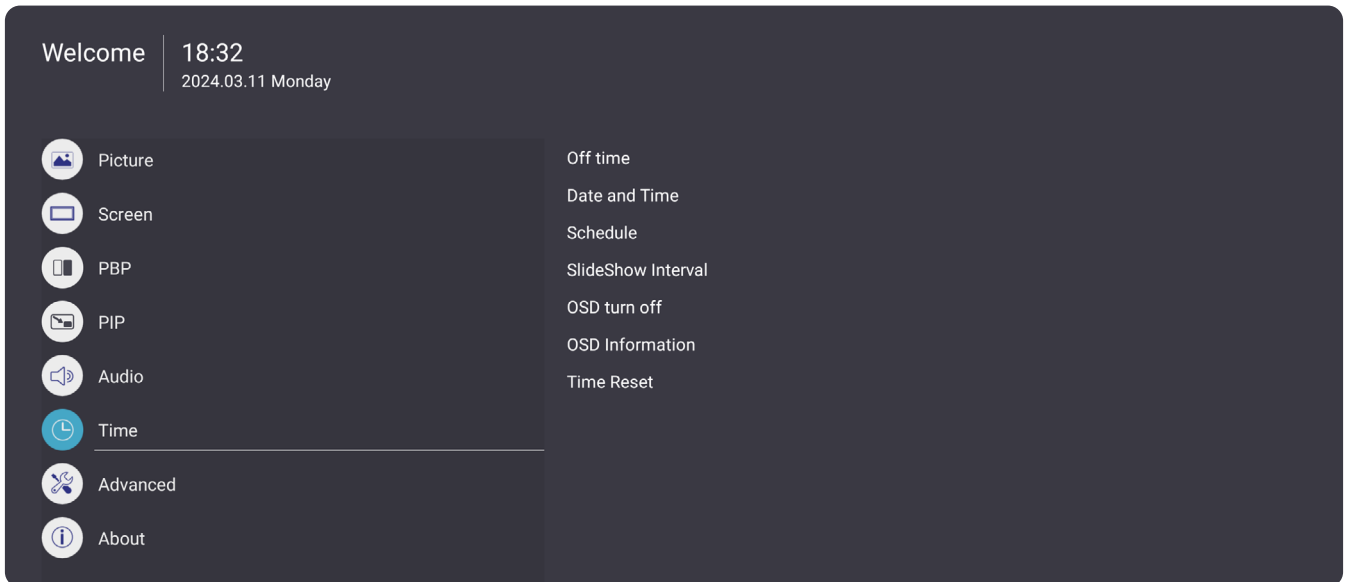 Welcome
18:32
2024.03.11 Monday
Picture
Screen
PBP
PIP
Audio
Time
Advanced
About
Off time
Date and Time
Schedule
SlideShow Interval
OSD turn off
OSD Information
Time Reset